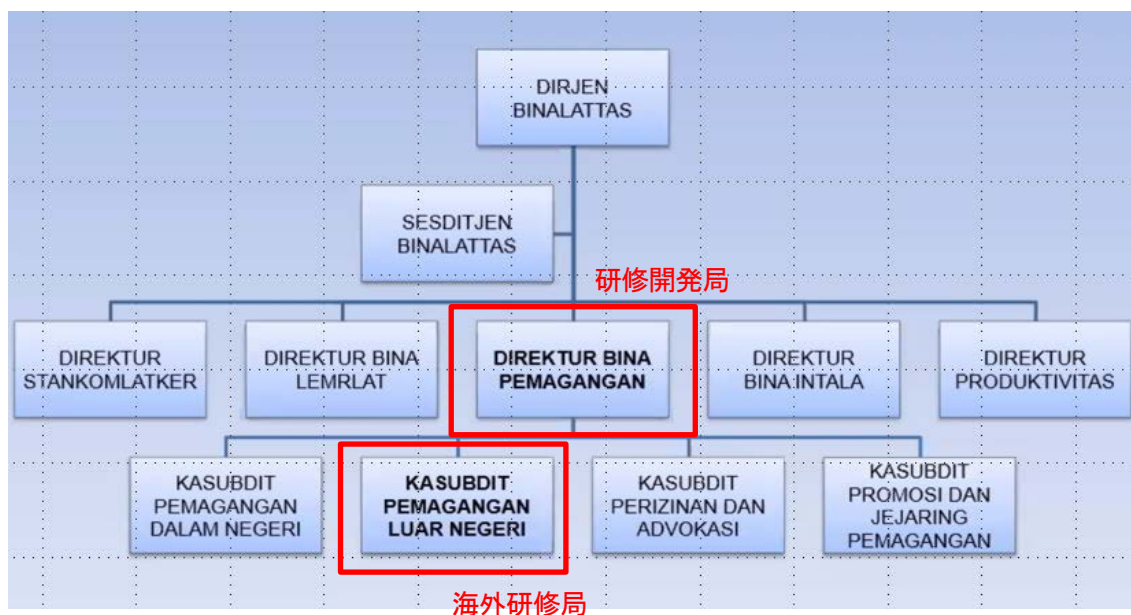 DIRJEN
BINALATTAS
SESDITJEN
BINALATTAS
研修開発局
DIREKTUR
STANKOMLATKER
DIREKTUR BINA
LEMRLAT
DIREKTUR BINA
PEMAGANGAN
DIREKTUR
BINA INTALA
DIREKTUR
PRODUKTIVITAS
KASUBDIT
PEMAGANGAN
DALAM NEGERI
KASUBDIT
PEMAGANGAN
LUAR NEGERI
KASUBDIT
PERIZINAN DAN
ADVOKASI
KASUBDIT
PROMOSI DAN
JEJARING
PEMAGANGAN
海外研修局